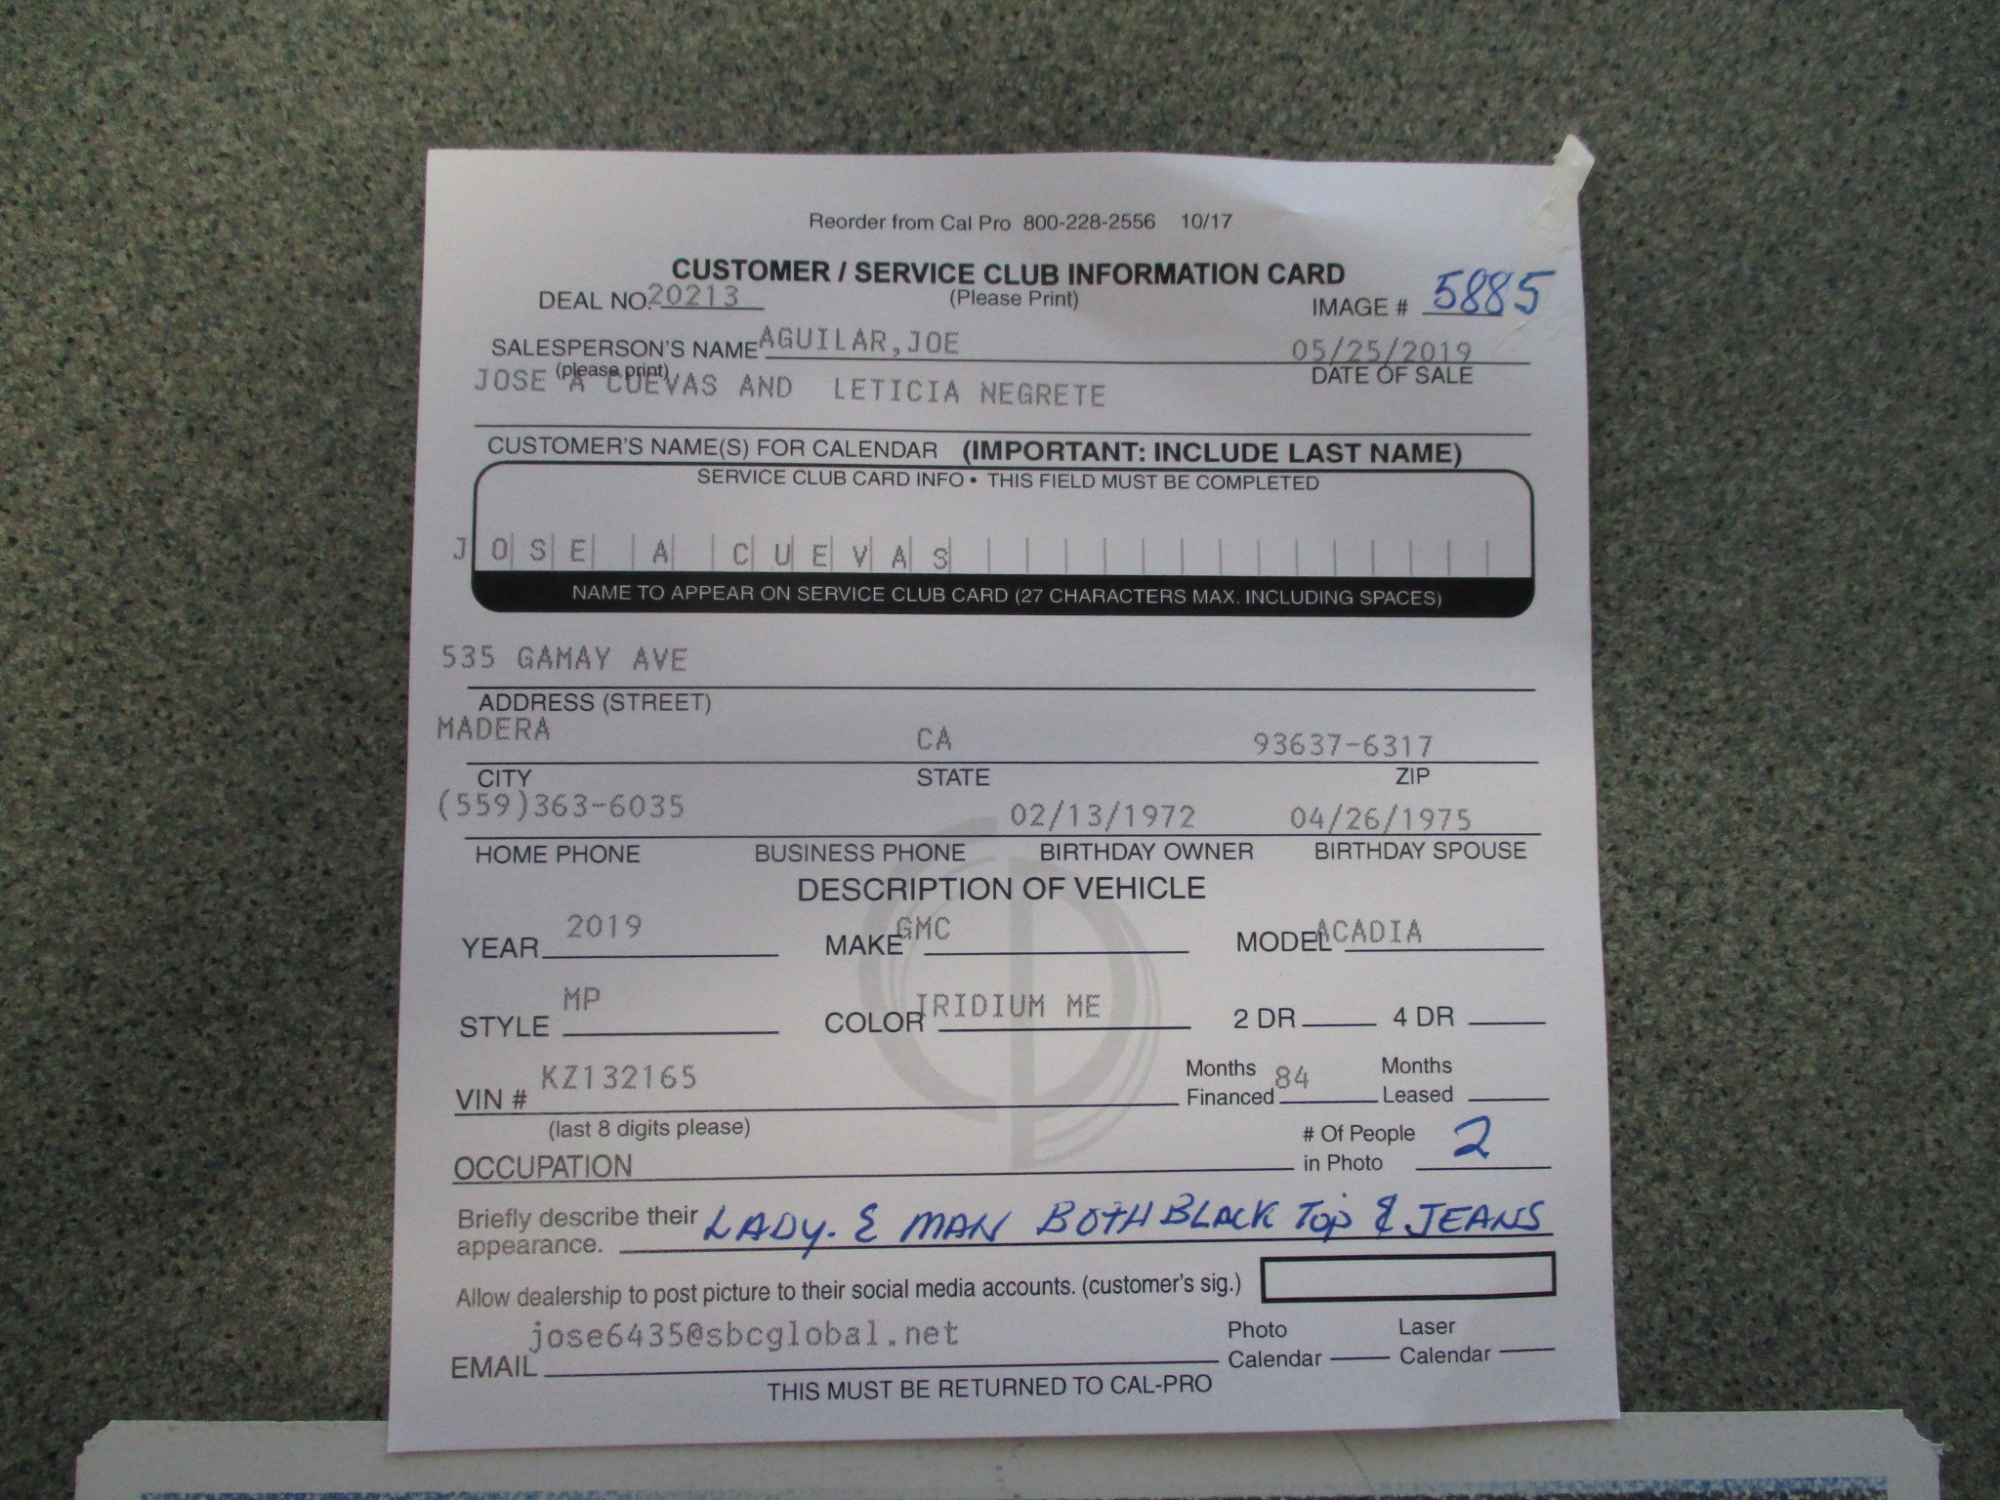 Reorder from Cal Pro 800-228-2556 10/17
CUSTOMER / SERVICE CLUB INFORMATION CARD
DEAL NO. 20213 (Please Print) IMAGE # 5885
SALESPERSON'S NAME AGUILAR,JOE 05/25/2019
(please print) DATE OF SALE
JOSE A CUEVAS AND LETICIA NEGRETE
CUSTOMER'S NAME(S) FOR CALENDAR (IMPORTANT: INCLUDE LAST NAME)
SERVICE CLUB CARD INFO • THIS FIELD MUST BE COMPLETED
JOSE A CUEVAS
NAME TO APPEAR ON SERVICE CLUB CARD (27 CHARACTERS MAX. INCLUDING SPACES)
535 GAMAY AVE
ADDRESS (STREET)
MADERA CA 93637-6317
CITY STATE ZIP
(559)363-6035 02/13/1972 04/26/1975
HOME PHONE BUSINESS PHONE BIRTHDAY OWNER BIRTHDAY SPOUSE
DESCRIPTION OF VEHICLE
YEAR 2019 MAKE GMC MODEL ACADIA
STYLE MP COLOR IRIDIUM ME 2 DR 4 DR
VIN # KZ132165 Months Financed 84 Months Leased
(last 8 digits please)
OCCUPATION # Of People in Photo 2
Briefly describe their appearance. LADY. & MAN BOTH BLACK TOP & JEANS
Allow dealership to post picture to their social media accounts. (customer's sig.)
EMAIL jose6435@sbcglobal.net Photo Calendar Laser Calendar
THIS MUST BE RETURNED TO CAL-PRO